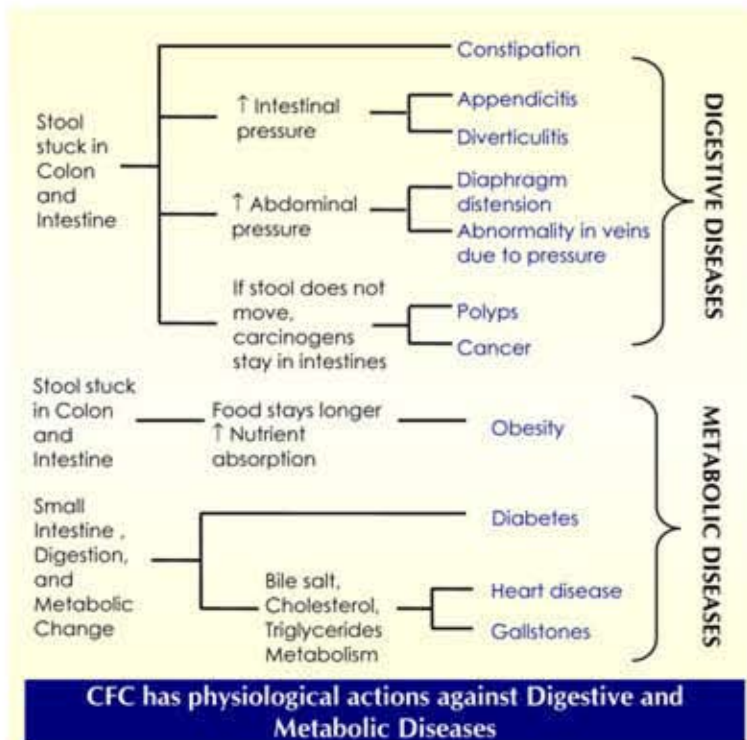 Constipation
Stool
stuck in
Colon
and
Intestine
↑ Intestinal
pressure
Appendicitis
Diverticulitis
↑ Abdominal
pressure
Diaphragm
distension
Abnormality in veins
due to pressure
If stool does not
move,
carcinogens
stay in intestines
Polyps
Cancer
DIGESTIVE DISEASES
Stool stuck
in Colon
and
Intestine
Food stays longer
↑ Nutrient
absorption
Obesity
Small
Intestine ,
Digestion,
and
Metabolic
Change
Diabetes
Bile salt,
Cholesterol,
Triglycerides
Metabolism
Heart disease
Gallstones
METABOLIC DISEASES
CFC has physiological actions against Digestive and
Metabolic Diseases